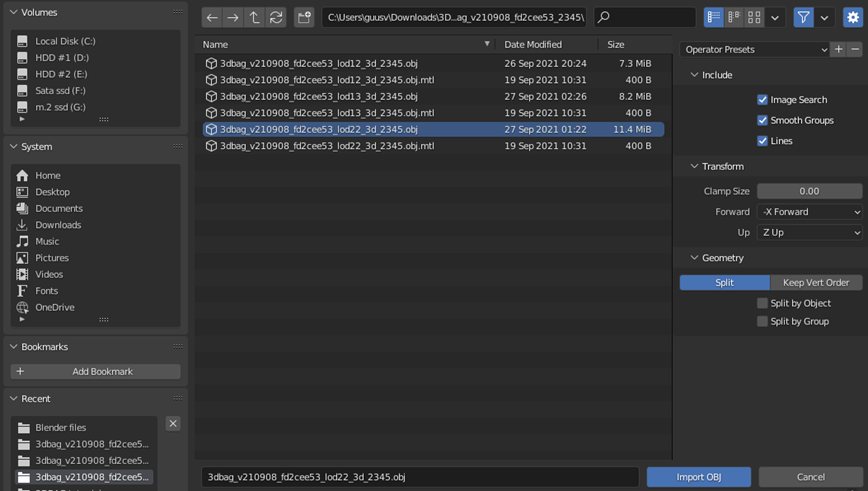 Volumes
Local Disk (C:)
HDD #1 (D:)
HDD #2 (E:)
Sata ssd (F:)
m.2 ssd (G:)
System
Home
Desktop
Documents
Downloads
Music
Pictures
Videos
Fonts
OneDrive
Bookmarks
+ Add Bookmark
Recent
Blender files
3dbag_v210908_fd2cee5...
3dbag_v210908_fd2cee5...
3dbag_v210908_fd2cee5...
C:\Users\guusv\Downloads\3D...ag_v210908_fd2cee53_2345\
Name Date Modified Size
3dbag_v210908_fd2cee53_lod12_3d_2345.obj 26 Sep 2021 20:24 7.3 MiB
3dbag_v210908_fd2cee53_lod12_3d_2345.obj.mtl 19 Sep 2021 10:31 400 B
3dbag_v210908_fd2cee53_lod13_3d_2345.obj 27 Sep 2021 02:26 8.2 MiB
3dbag_v210908_fd2cee53_lod13_3d_2345.obj.mtl 19 Sep 2021 10:31 400 B
3dbag_v210908_fd2cee53_lod22_3d_2345.obj 27 Sep 2021 01:22 11.4 MiB
3dbag_v210908_fd2cee53_lod22_3d_2345.obj.mtl 19 Sep 2021 10:31 400 B
3dbag_v210908_fd2cee53_lod22_3d_2345.obj
Operator Presets
Include
Image Search
Smooth Groups
Lines
Transform
Clamp Size 0.00
Forward -X Forward
Up Z Up
Geometry
Split Keep Vert Order
Split by Object
Split by Group
Import OBJ Cancel